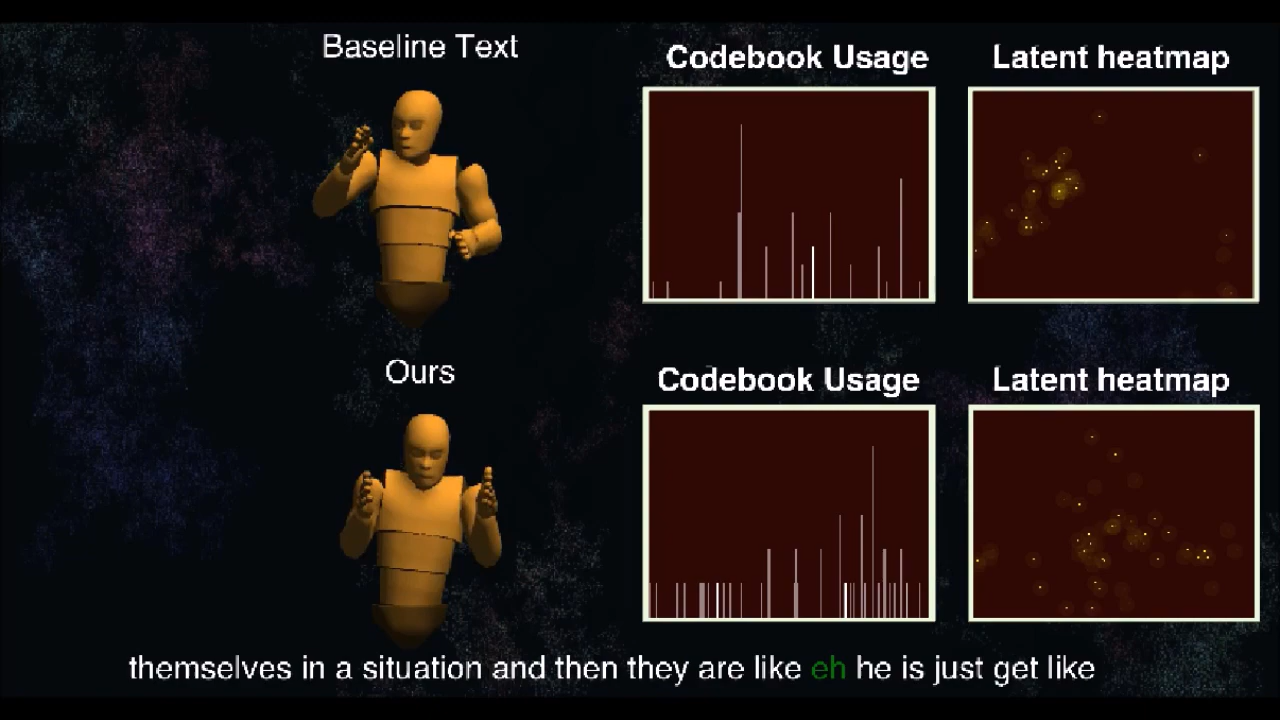 Baseline Text
Codebook Usage
Latent heatmap
Ours
Codebook Usage
Latent heatmap
themselves in a situation and then they are like eh he is just get like